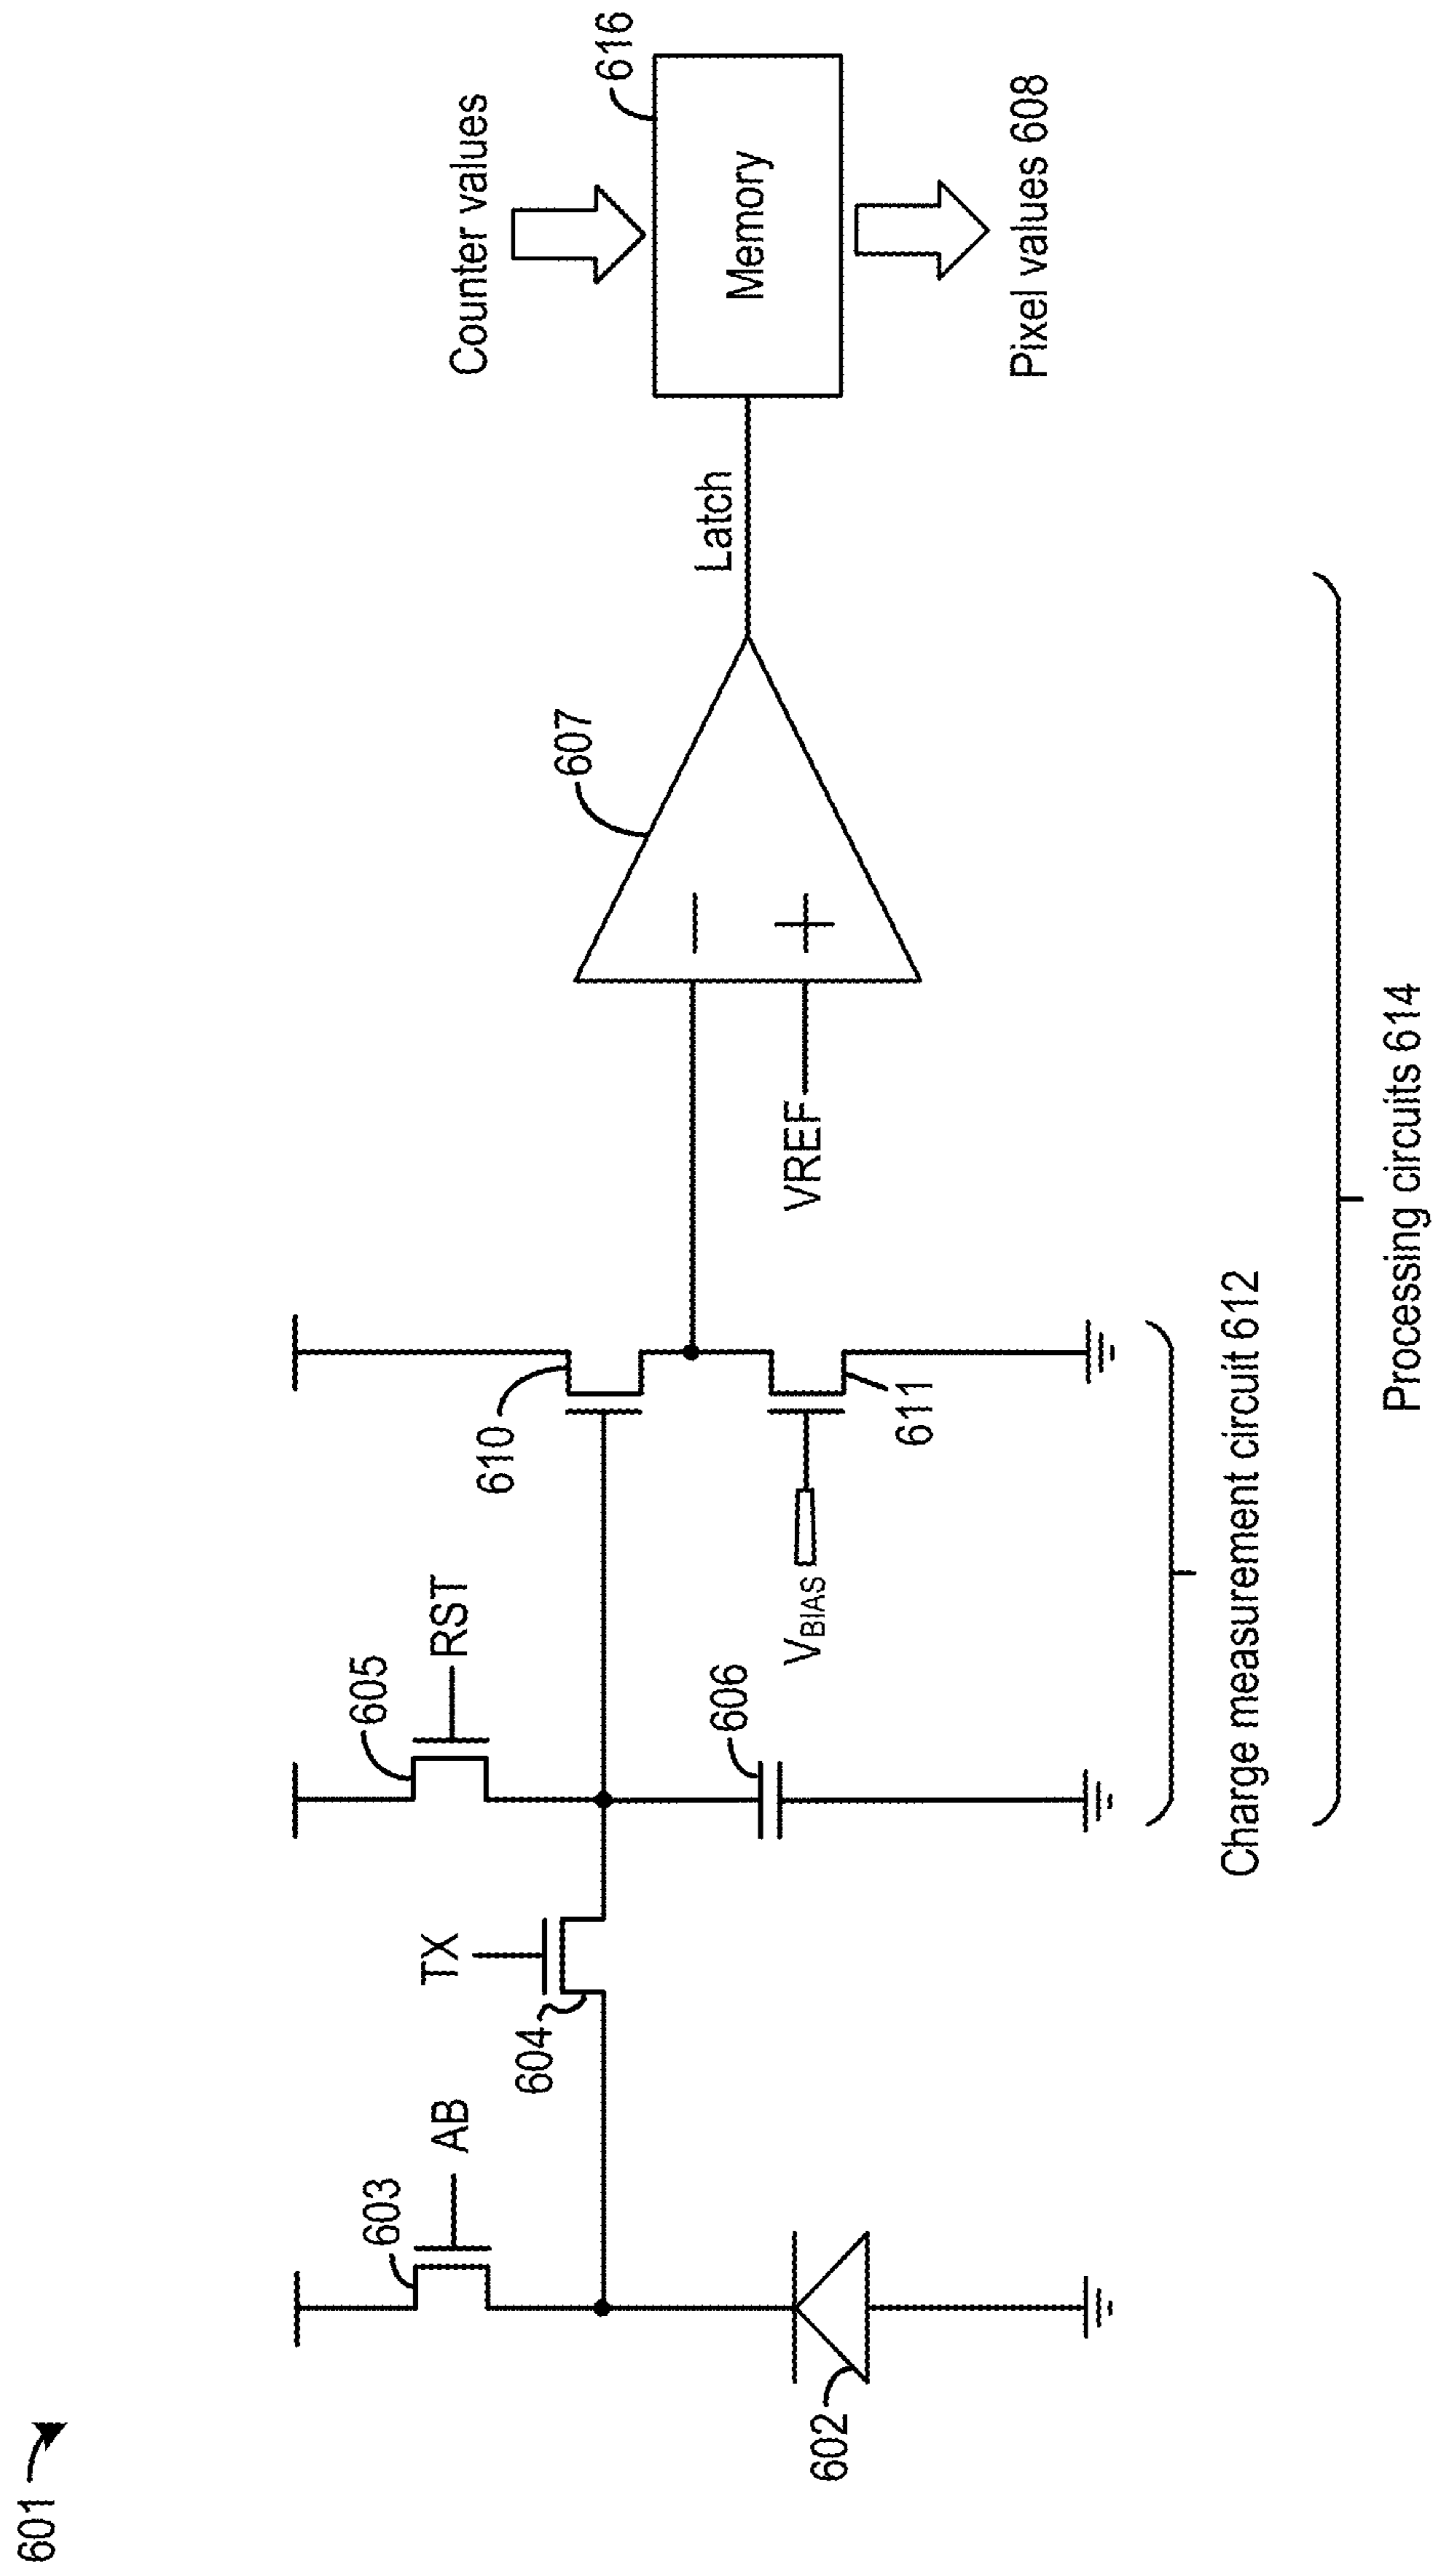 601
603
AB
602
604
TX
605
RST
606
610
V BIAS
611
VREF
607
Latch
Counter values
616
Memory
Pixel values 608
Charge measurement circuit 612
Processing circuits 614